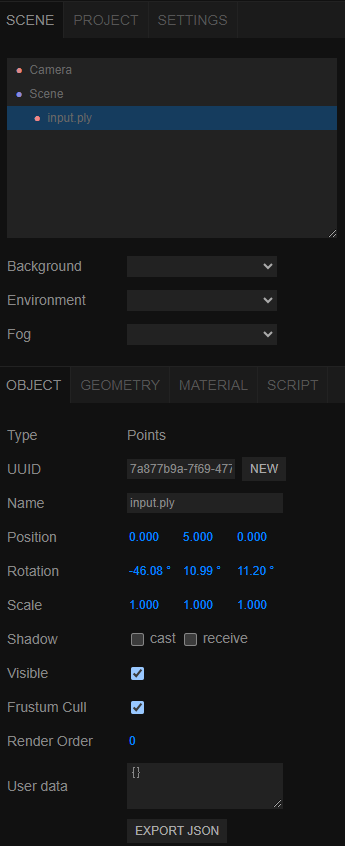 SCENE PROJECT SETTINGS
Camera
Scene
input.ply
Background
Environment
Fog
OBJECT GEOMETRY MATERIAL SCRIPT
Type Points
UUID 7a877b9a-7f69-477 NEW
Name input.ply
Position 0.000 5.000 0.000
Rotation -46.08 ° 10.99 ° 11.20 °
Scale 1.000 1.000 1.000
Shadow cast receive
Visible
Frustum Cull
Render Order 0
User data {}
EXPORT JSON